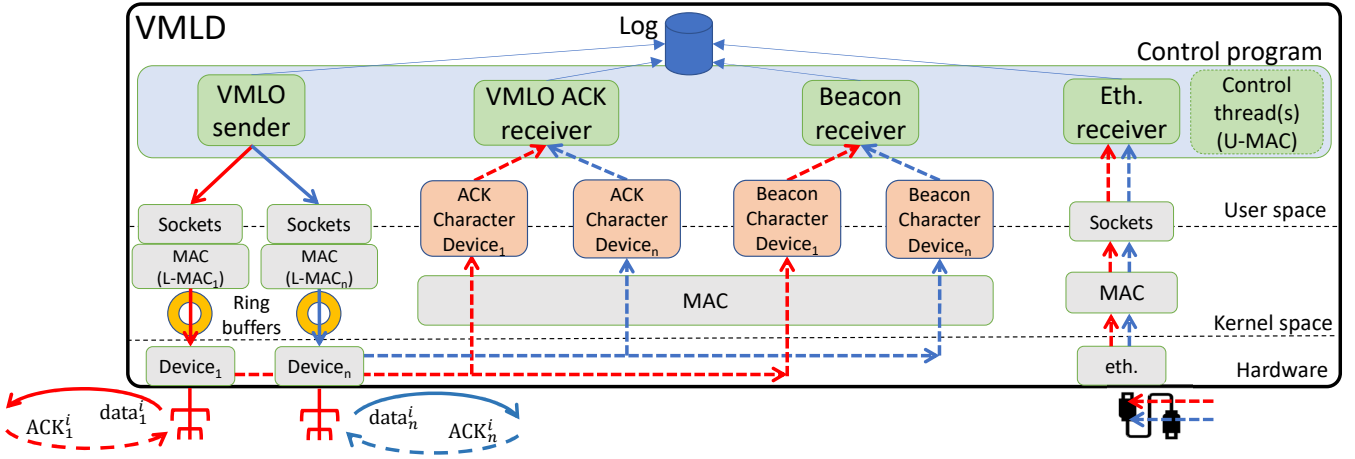 VMLD
Log
Control program
VMLO
sender
VMLO ACK
receiver
Beacon
receiver
Eth.
receiver
Control
thread(s)
(U-MAC)
ACK
Character
Device₁
ACK
Character
Deviceₙ
Beacon
Character
Device₁
Beacon
Character
Deviceₙ
Sockets
Sockets
Sockets
User space
MAC
(L-MAC₁)
MAC
(L-MACₙ)
Ring
buffers
MAC
MAC
Kernel space
Device₁
Deviceₙ
eth.
Hardware
data₁ⁱ
ACK₁ⁱ
dataₙⁱ
ACKₙⁱ